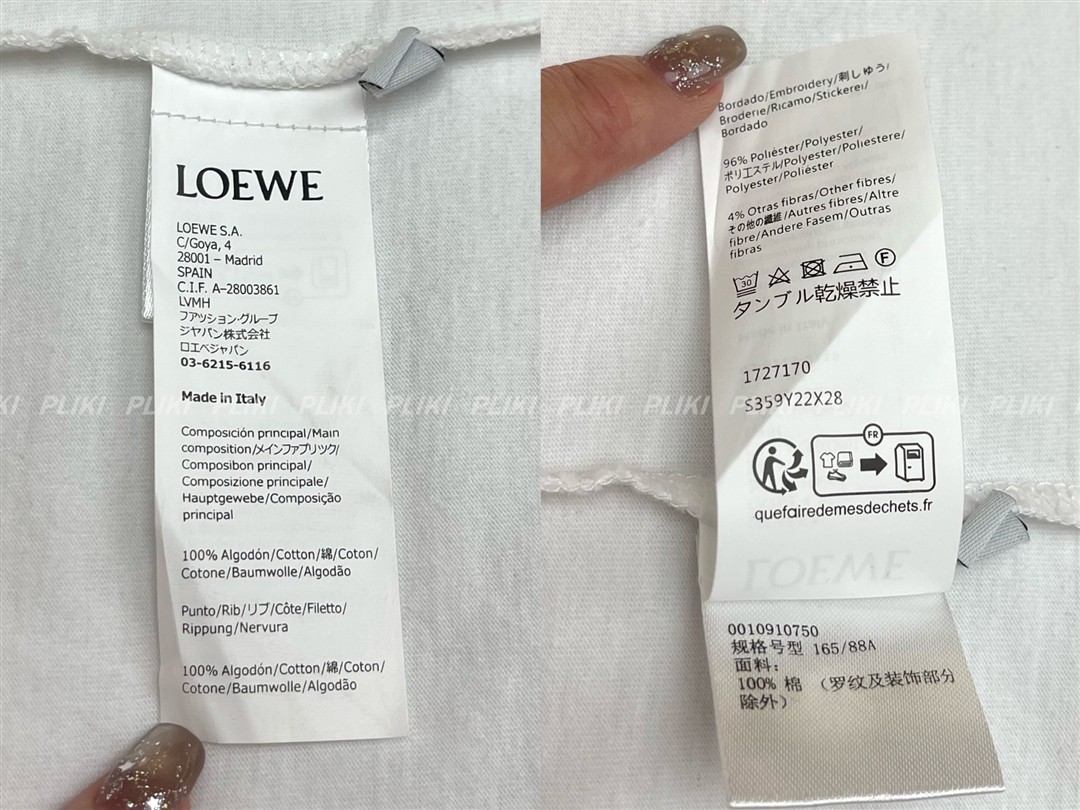 LOEWE
LOEWE S.A.
C/Goya, 4
28001 – Madrid
SPAIN
C.I.F. A–28003861
LVMH
ファッション・グループ
ジヤパン株式会社
ロエベジャパン
03-6215-6116
Made in Italy
Composición principal/Main
composition/メインファブリック/
Composibon principal/
Composizione principale/
Hauptgewebe/Composição
principal
100% Algodón/Cotton/綿/Coton/
Cotone/Baumwolle/Algodão
Punto/Rib/リブ/Côte/Filetto/
Rippung/Nervura
100% Algodón/Cotton/綿/Coton/
Cotone/Baumwolle/Algodão
Bordado/Embroidery/刺しゅう/
Broderie/Ricamo/Stickerei/
Bordado
96% Poliéster/Polyester/
ポリエステル/Polyester/Poliestere/
Polyester/Poliéster
4% Otras fibras/Other fibres/
その他の繊維/Autres fibres/Altre
fibre/Andere Fasern/Outras
fibras
30
F
タンブル乾燥禁止
1727170
S359Y22X28
FR
quefairedemesdechets.fr
LOEWE
0010910750
规格号型 165/88A
面料:
100% 棉 (罗纹及装饰部分
除外)
KI PLIKI PLIKI PLIKI PLIKI PLIKI PLIKI PLIKI PLIKI PLIKI PLIKI PLIKI PLIKI